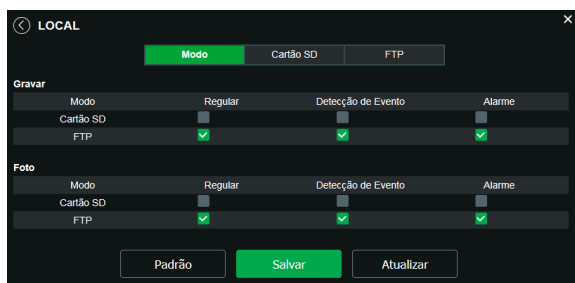 LOCAL
Modo Cartão SD FTP
Gravar
Modo Regular Detecção de Evento Alarme
Cartão SD
FTP
Foto
Modo Regular Detecção de Evento Alarme
Cartão SD
FTP
Padrão Salvar Atualizar